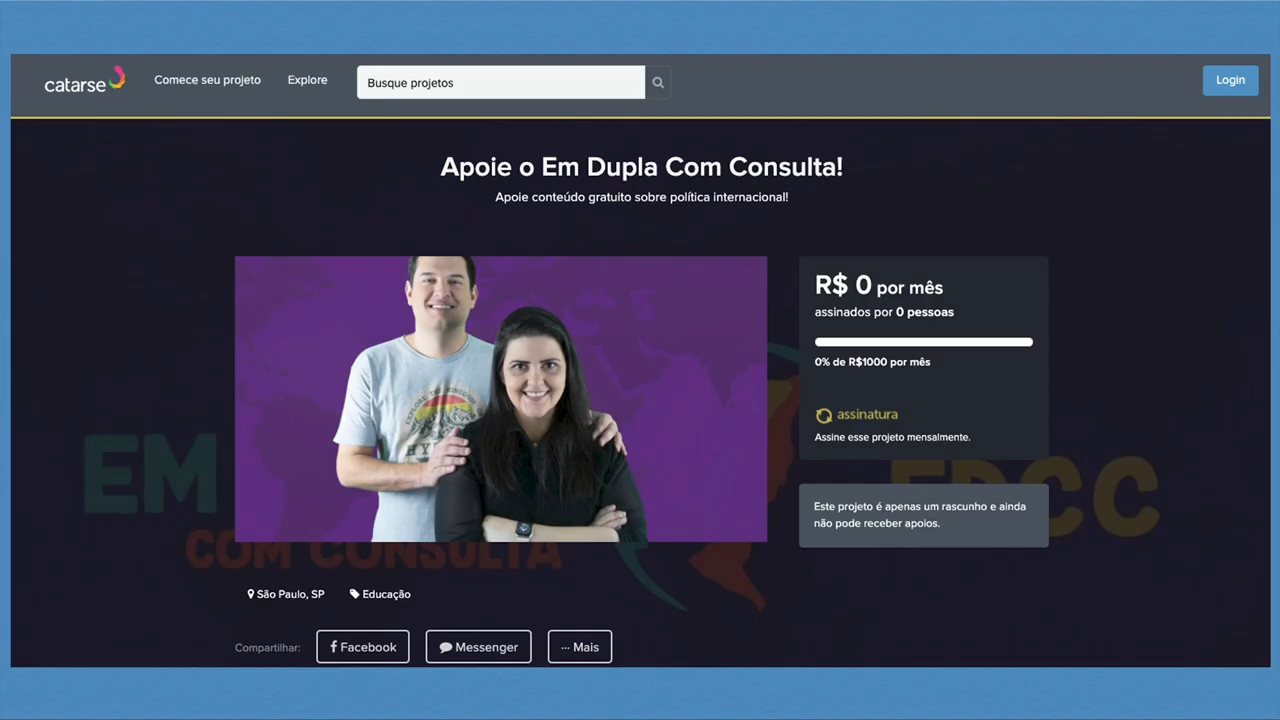 catarse
Comece seu projeto
Explore
Busque projetos
Login
Apoie o Em Dupla Com Consulta!
Apoie conteúdo gratuito sobre política internacional!
R$ 0 por mês
assinados por 0 pessoas
0% de R$1000 por mês
assinatura
Assine esse projeto mensalmente.
Este projeto é apenas um rascunho e ainda
não pode receber apoios.
EM
COM CONSULTA
EDCC
São Paulo, SP
Educação
Compartilhar:
Facebook
Messenger
··· Mais